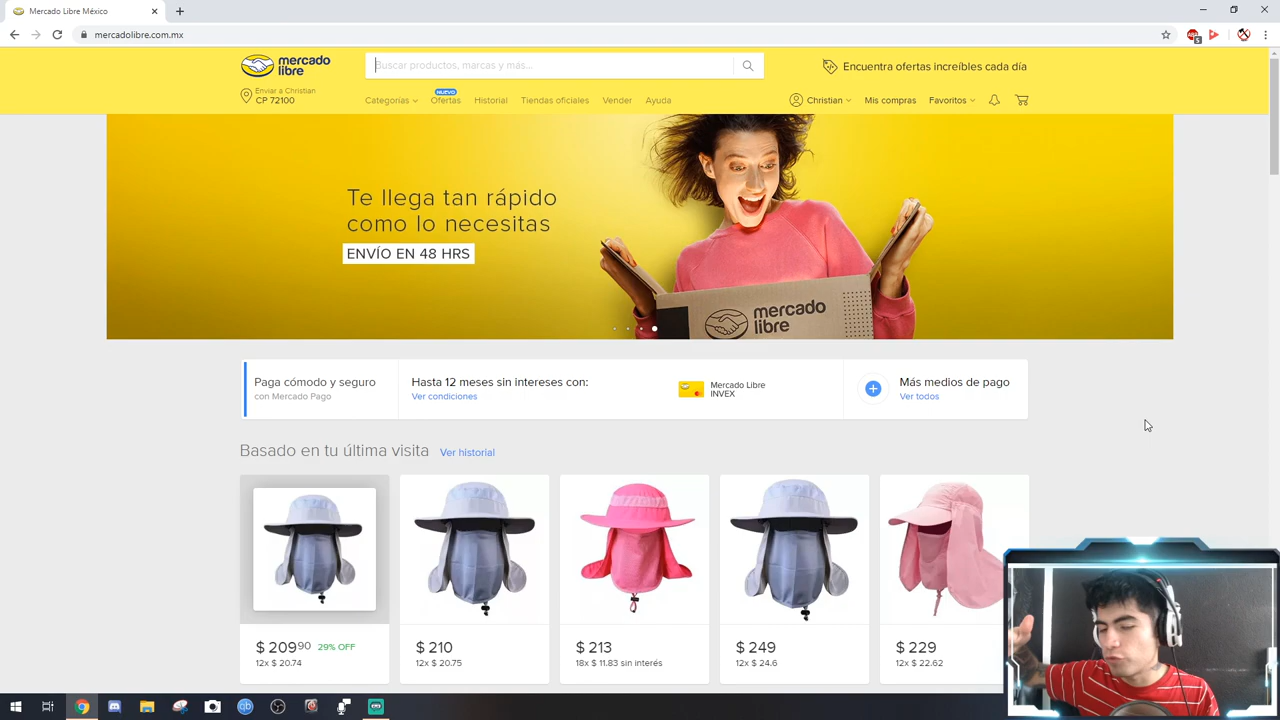 Mercado Libre México
mercadolibre.com.mx
5
mercado
libre
Buscar productos, marcas y más...
Encuentra ofertas increíbles cada día
Enviar a Christian
CP 72100
Categorías
NUEVO
Ofertas
Historial
Tiendas oficiales
Vender
Ayuda
Christian
Mis compras
Favoritos
Te llega tan rápido
como lo necesitas
ENVÍO EN 48 HRS
mercado
libre
Paga cómodo y seguro
con Mercado Pago
Hasta 12 meses sin intereses con:
Ver condiciones
Mercado Libre
INVEX
Más medios de pago
Ver todos
Basado en tu última visita Ver historial
$ 209 90 29% OFF
12x $ 20.74
$ 210
12x $ 20.75
$ 213
18x $ 11.83 sin interés
$ 249
12x $ 24.6
$ 229
12x $ 22.62